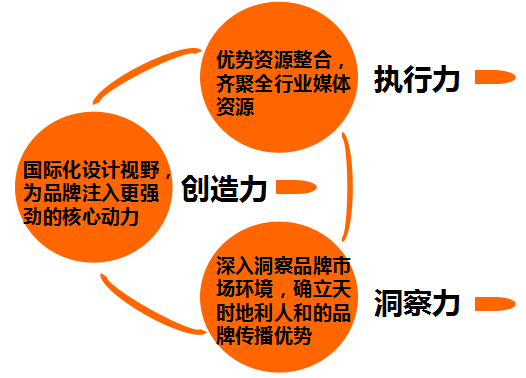 优势资源整合，
齐聚全行业媒体
资源
执行力
国际化设计视野，
为品牌注入更强
劲的核心动力
创造力
深入洞察品牌市
场环境，确立天
时地利人和的品
牌传播优势
洞察力